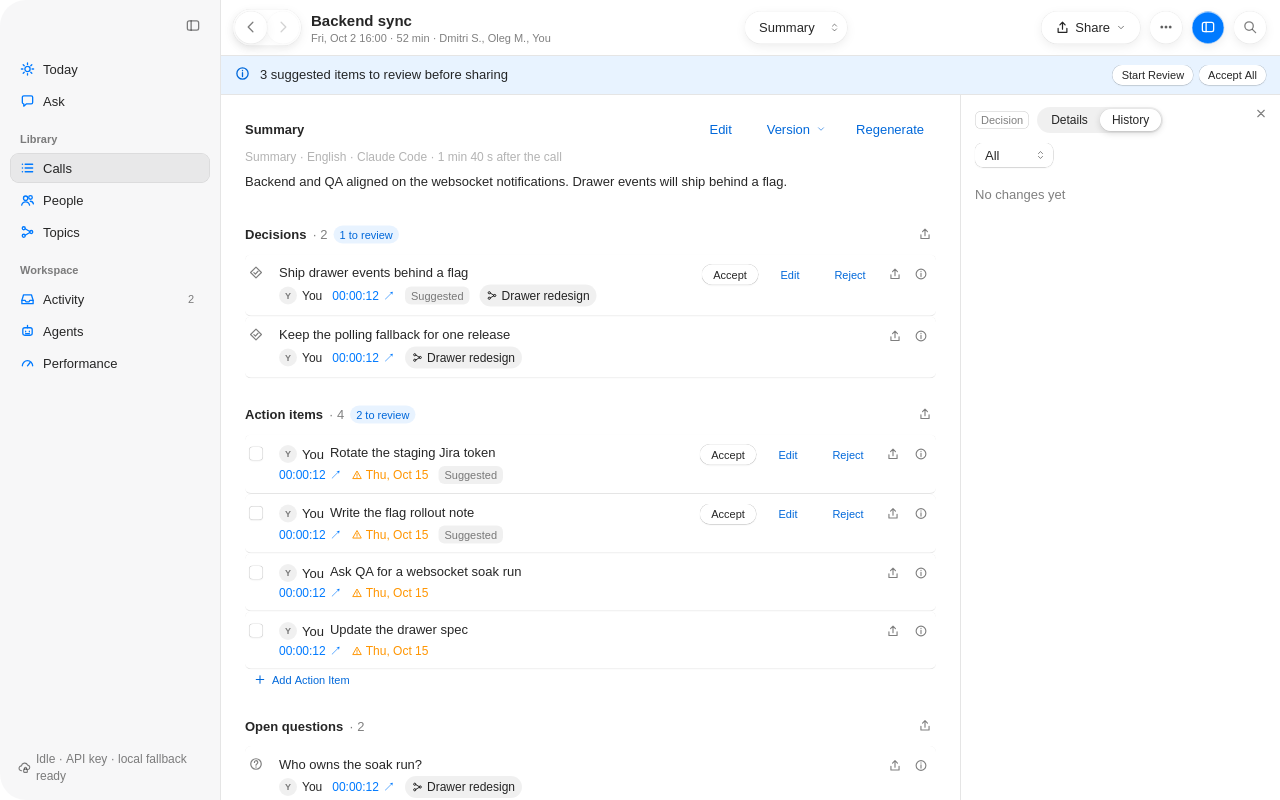 Backend sync
Fri, Oct 2 16:00 · 52 min · Dmitri S., Oleg M., You
Summary
Share
Today
Ask
Library
Calls
People
Topics
Workspace
Activity 2
Agents
Performance
Idle · API key · local fallback
ready
3 suggested items to review before sharing
Start Review
Accept All
Summary
Edit
Version
Regenerate
Summary · English · Claude Code · 1 min 40 s after the call
Backend and QA aligned on the websocket notifications. Drawer events will ship behind a flag.
Decisions · 2 1 to review
Ship drawer events behind a flag
Accept Edit Reject
Y You 00:00:12 Suggested Drawer redesign
Keep the polling fallback for one release
Y You 00:00:12 Drawer redesign
Action items · 4 2 to review
Y You Rotate the staging Jira token
Accept Edit Reject
00:00:12 Thu, Oct 15 Suggested
Y You Write the flag rollout note
Accept Edit Reject
00:00:12 Thu, Oct 15 Suggested
Y You Ask QA for a websocket soak run
00:00:12 Thu, Oct 15
Y You Update the drawer spec
00:00:12 Thu, Oct 15
Add Action Item
Open questions · 2
Who owns the soak run?
Y You 00:00:12 Drawer redesign
Decision
Details
History
All
No changes yet